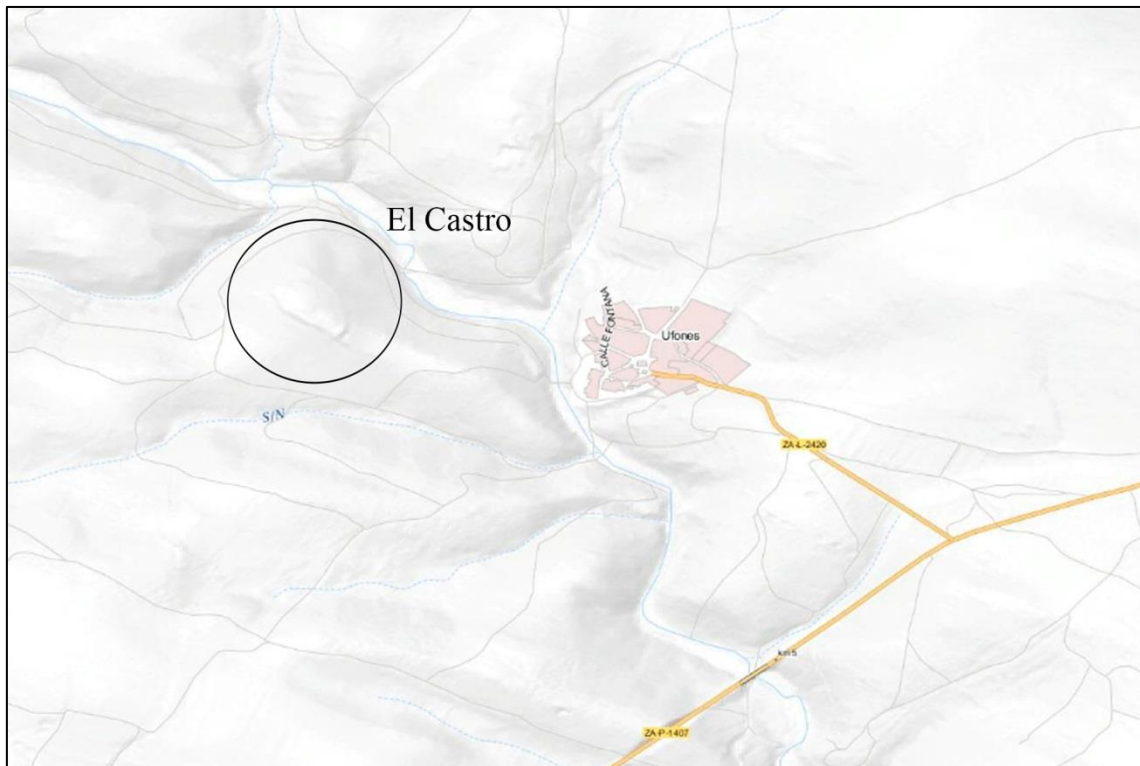 El Castro
CALLE FONTANA
Ufones
S/N
ZA-L-2420
km 5
ZA-P-1407